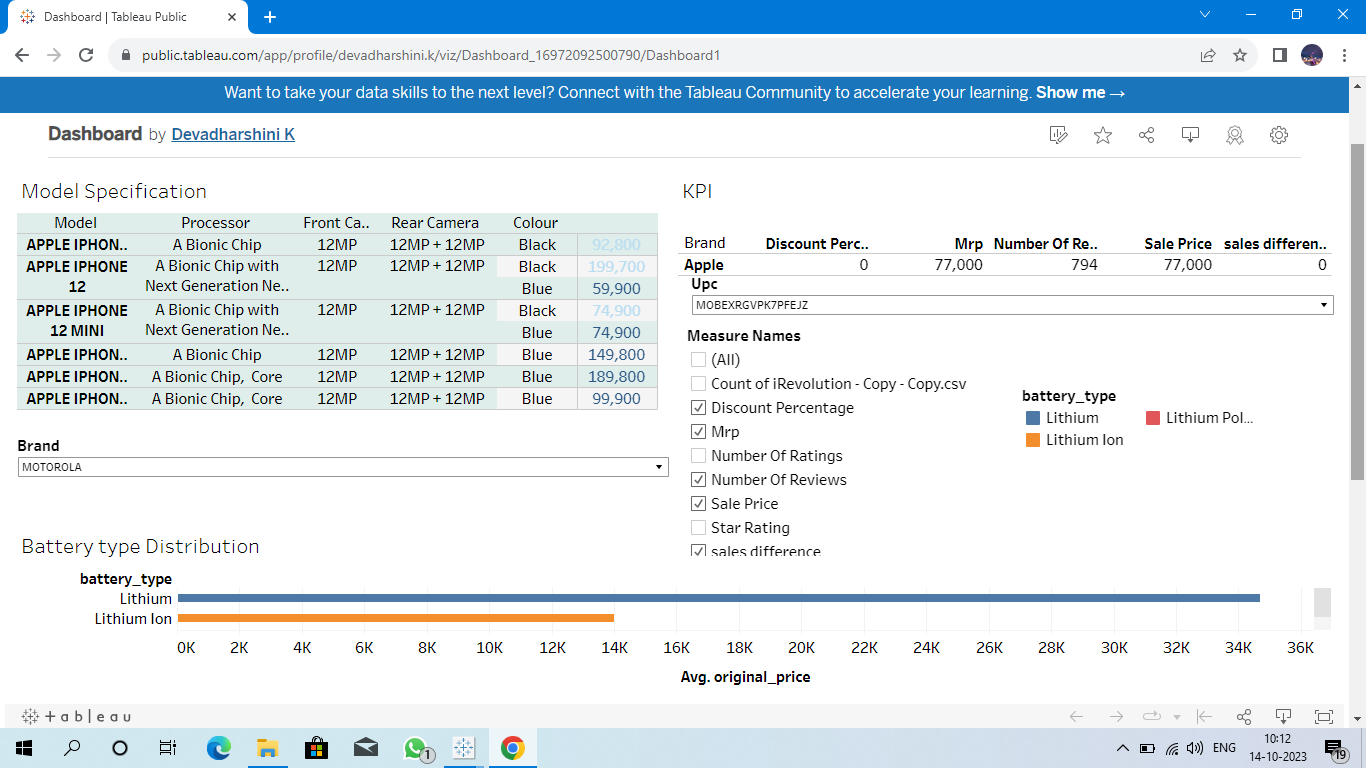 Dashboard | Tableau Public
public.tableau.com/app/profile/devadharshini.k/viz/Dashboard_16972092500790/Dashboard1
Want to take your data skills to the next level? Connect with the Tableau Community to accelerate your learning. Show me →
Dashboard by Devadharshini K
Model Specification
Model Processor Front Ca.. Rear Camera Colour
APPLE IPHON.. A Bionic Chip 12MP 12MP + 12MP Black 92,800
APPLE IPHONE A Bionic Chip with 12MP 12MP + 12MP Black 199,700
12 Next Generation Ne.. Blue 59,900
APPLE IPHONE A Bionic Chip with 12MP 12MP + 12MP Black 74,900
12 MINI Next Generation Ne.. Blue 74,900
APPLE IPHON.. A Bionic Chip 12MP 12MP + 12MP Blue 149,800
APPLE IPHON.. A Bionic Chip, Core 12MP 12MP + 12MP Blue 189,800
APPLE IPHON.. A Bionic Chip, Core 12MP 12MP + 12MP Blue 99,900
Brand
MOTOROLA
KPI
Brand Discount Perc.. Mrp Number Of Re.. Sale Price sales differen..
Apple 0 77,000 794 77,000 0
Upc
MOBEXRGVPK7PFEJZ
Measure Names
(All)
Count of iRevolution - Copy - Copy.csv
Discount Percentage
Mrp
Number Of Ratings
Number Of Reviews
Sale Price
Star Rating
sales difference
battery_type
Lithium Lithium Pol...
Lithium Ion
Battery type Distribution
battery_type
Lithium
Lithium Ion
0K 2K 4K 6K 8K 10K 12K 14K 16K 18K 20K 22K 24K 26K 28K 30K 32K 34K 36K
Avg. original_price
+ a b | e a u
1
ENG
10:12
14-10-2023
19